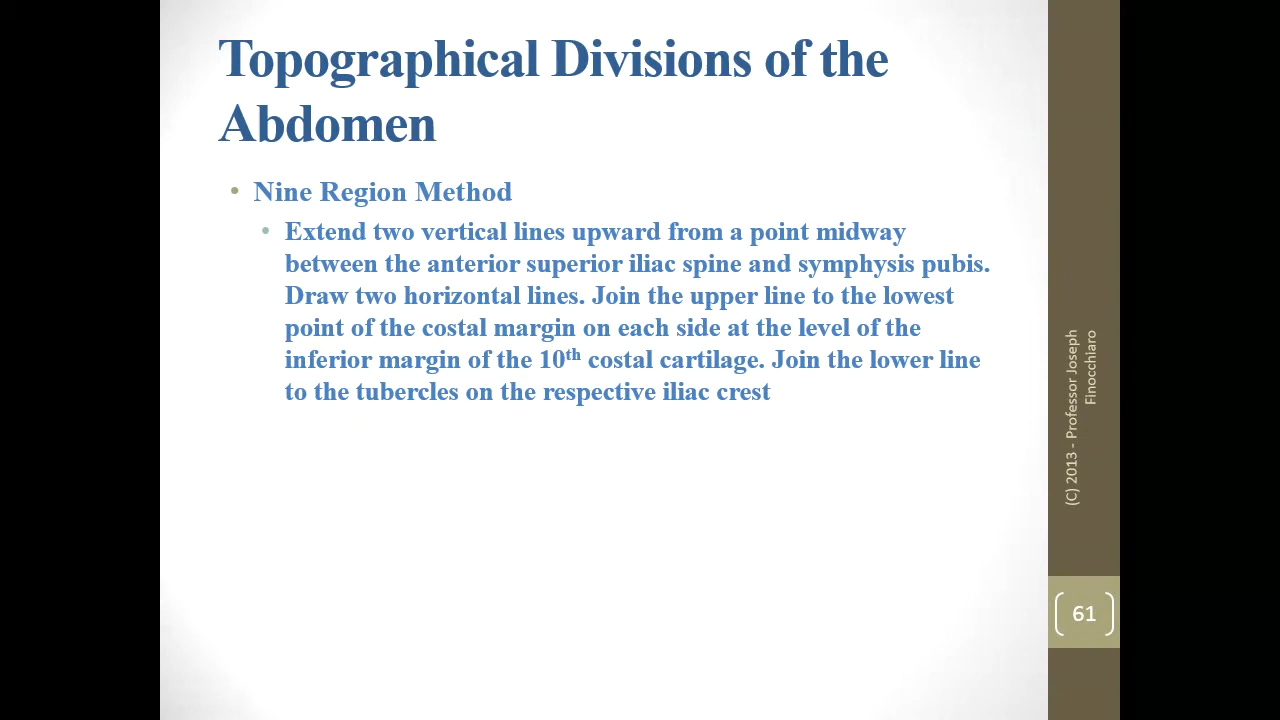 Topographical Divisions of the
Abdomen
• Nine Region Method
• Extend two vertical lines upward from a point midway
between the anterior superior iliac spine and symphysis pubis.
Draw two horizontal lines. Join the upper line to the lowest
point of the costal margin on each side at the level of the
inferior margin of the 10th costal cartilage. Join the lower line
to the tubercles on the respective iliac crest
(C) 2013 - Professor Joseph
Finocchiaro
61